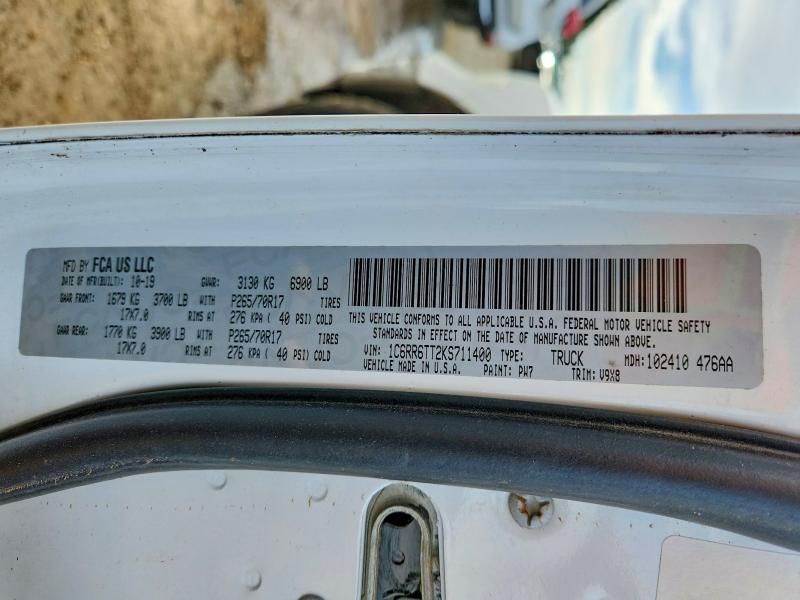 MFD BY FCA US LLC
DATE OF MFR(BUILT): 10-19 GVWR: 3130 KG 6900 LB
GAWR FRONT: 1679 KG 3700 LB WITH P265/70R17 TIRES
17X7.0 RIMS AT 276 KPA ( 40 PSI) COLD
GAWR REAR: 1770 KG 3900 LB WITH P265/70R17 TIRES
17X7.0 RIMS AT 276 KPA ( 40 PSI) COLD
THIS VEHICLE CONFORMS TO ALL APPLICABLE U.S.A. FEDERAL MOTOR VEHICLE SAFETY
STANDARDS IN EFFECT ON THE DATE OF MANUFACTURE SHOWN ABOVE.
VIN: 1C6RR6TT2KS711400 TYPE: TRUCK MDH:102410 476AA
VEHICLE MADE IN U.S.A. PAINT: PW7 TRIM: V9X8